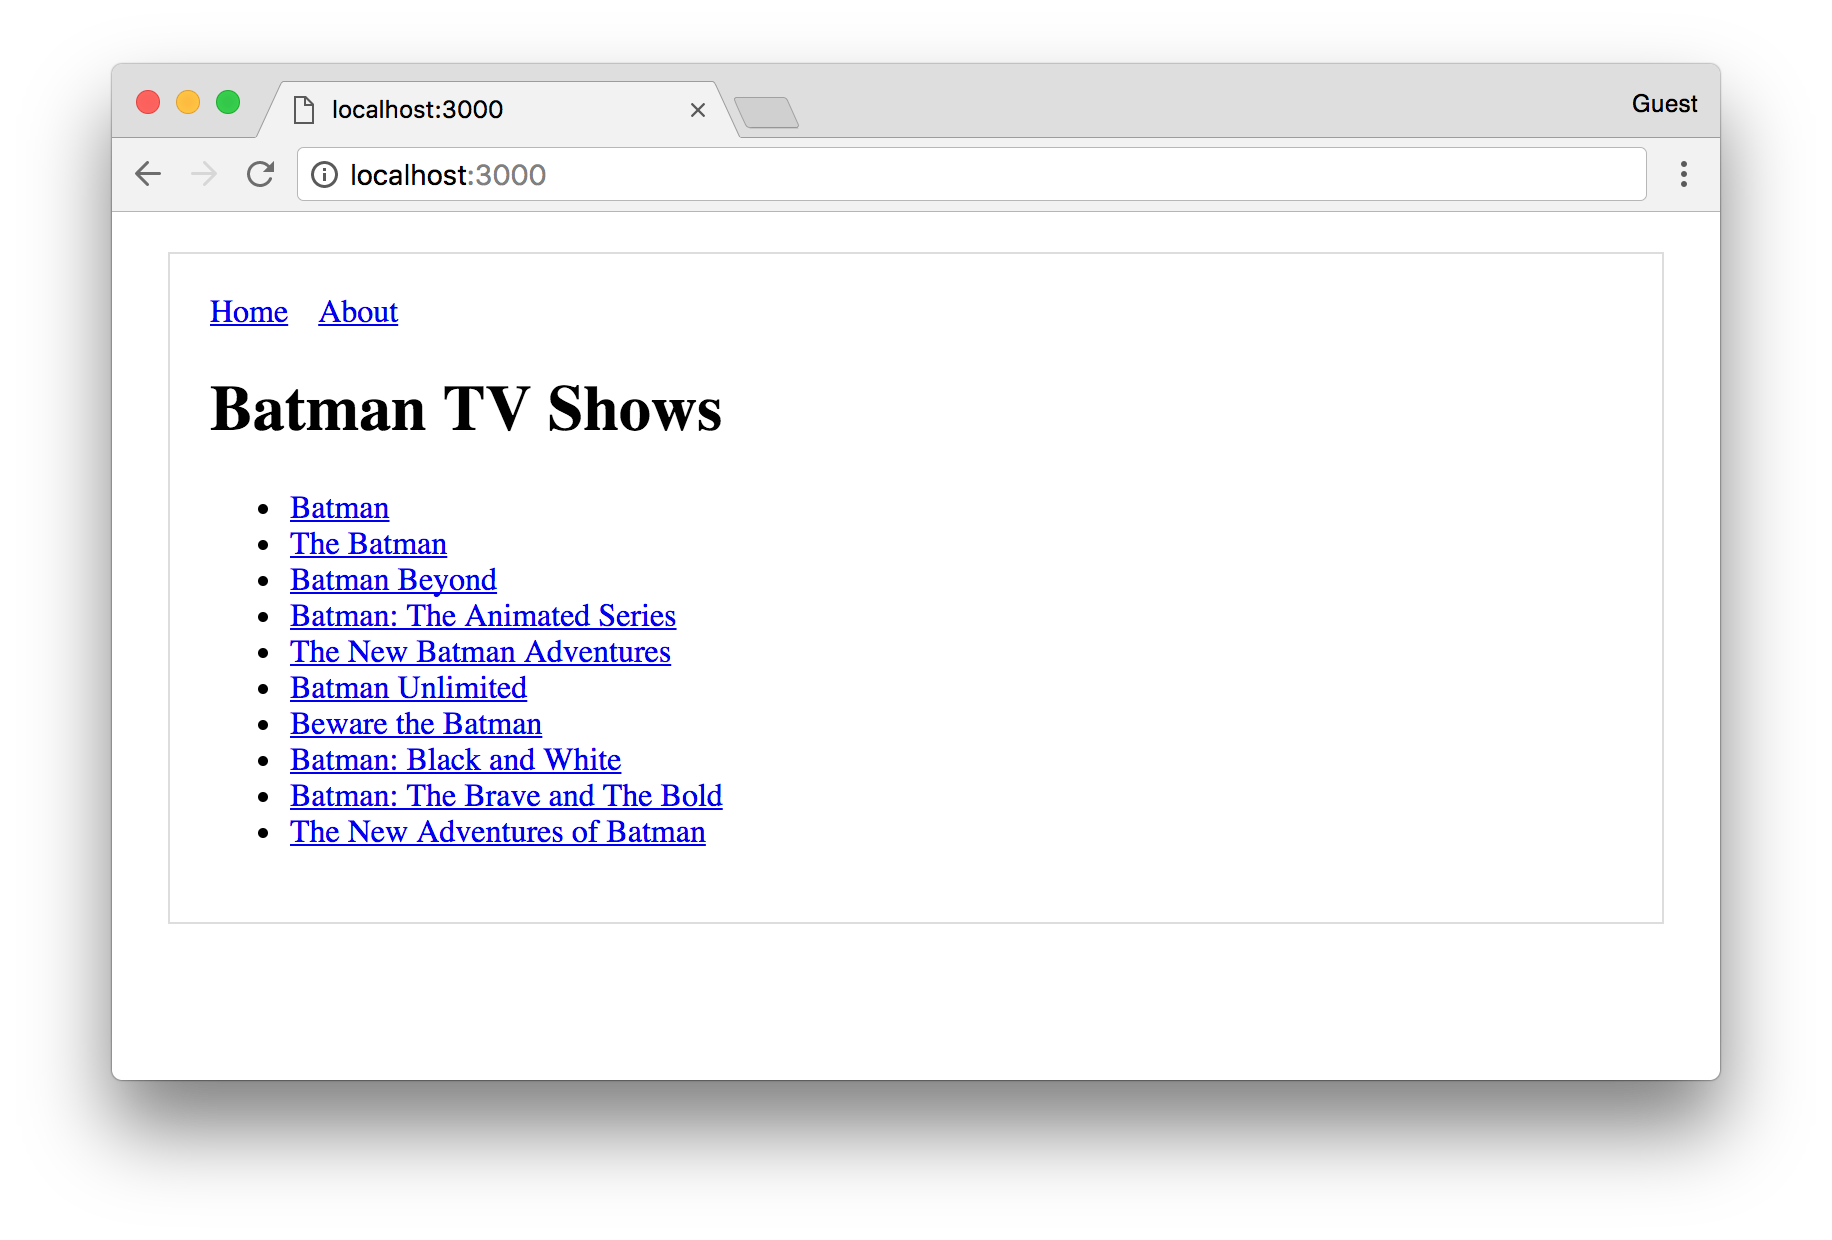 localhost:3000
Guest
localhost:3000
Home About
Batman TV Shows
Batman
The Batman
Batman Beyond
Batman: The Animated Series
The New Batman Adventures
Batman Unlimited
Beware the Batman
Batman: Black and White
Batman: The Brave and The Bold
The New Adventures of Batman